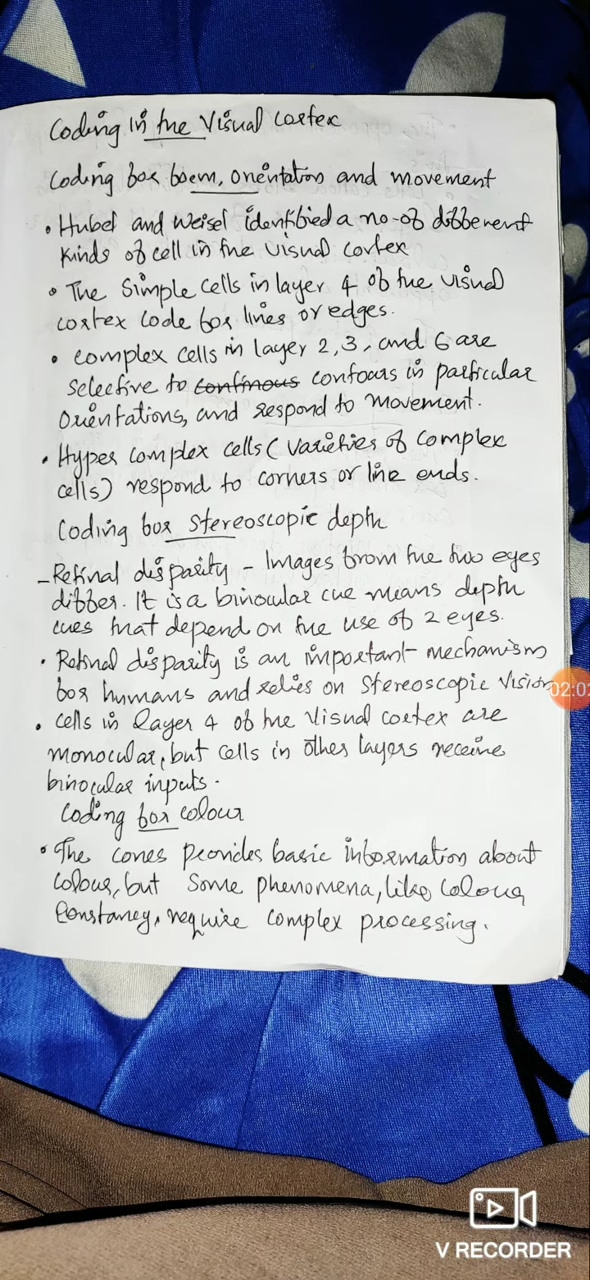 Coding in the Visual Cortex
Coding for form, orientation and movement
• Hubel and Weisel identified a no-of different
kinds of cell in the visual cortex
• The Simple cells in layer 4 of the visual
cortex code for lines or edges.
• complex cells in layer 2, 3, and 6 are
selective to continous contours in particular
Orientations, and respond to movement.
• Hyper complex cells (varieties of complex
cells) respond to corners or line ends.
Coding for Stereoscopic depth
- Retinal disparity - Images from the two eyes
differ. It is a binocular cue means depth
cues that depend on the use of 2 eyes.
• Retinal disparity is an important mechanism
for humans and relies on Stereoscopic Vision
02:02
• cells in layer 4 of the visual cortex are
monocular, but cells in other layers receive
binocular inputs.
Coding for colour
• The cones provides basic information about
colour, but Some phenomena, like Colour
Constancy, require complex processing.
V RECORDER